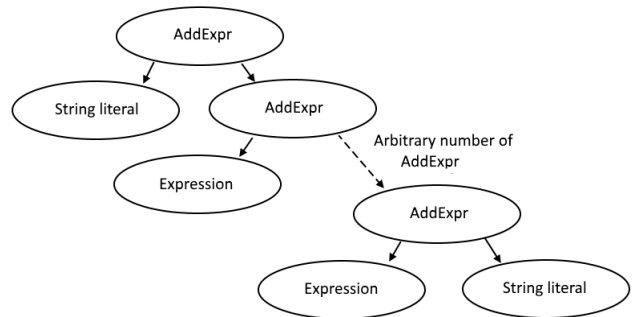 AddExpr
String literal
AddExpr
Arbitrary number of
AddExpr
Expression
AddExpr
Expression
String literal